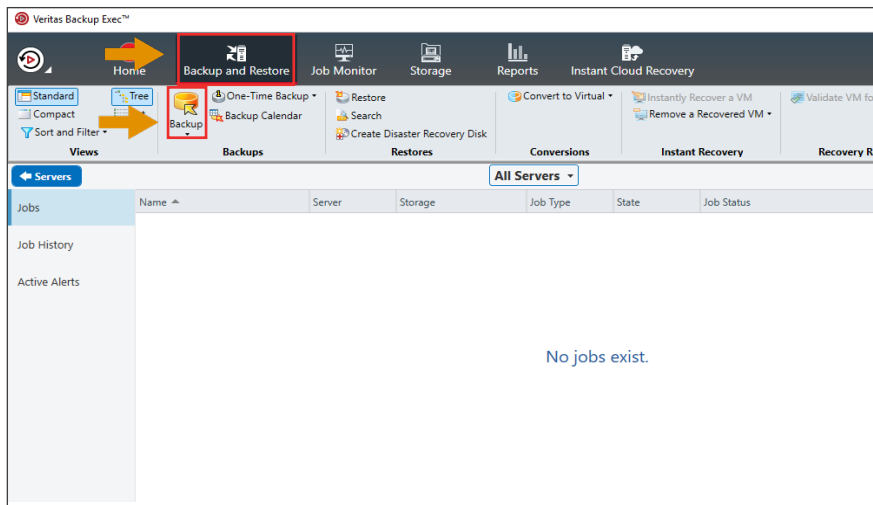 Veritas Backup Exec™
Home Backup and Restore Job Monitor Storage Reports Instant Cloud Recovery
Standard Tree Backup One-Time Backup Restore Convert to Virtual Instantly Recover a VM Validate VM fo
Compact Backup Calendar Search Remove a Recovered VM
Sort and Filter Create Disaster Recovery Disk
Views Backups Restores Conversions Instant Recovery Recovery R
Servers All Servers
Jobs Name Server Storage Job Type State Job Status
Job History
Active Alerts
No jobs exist.